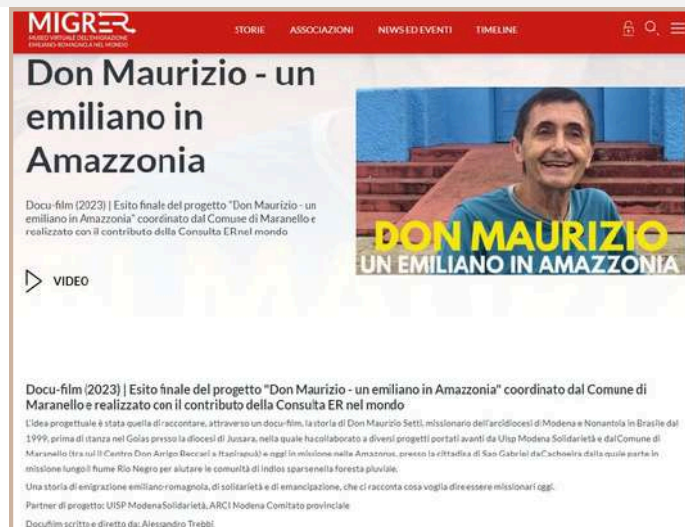 MIGRER
MUSEO VIRTUALE DELL'EMIGRAZIONE
EMILIANO-ROMAGNOLA NEL MONDO
STORIE ASSOCIAZIONI NEWS ED EVENTI TIMELINE
Don Maurizio - un
emiliano in
Amazzonia
Docu-film (2023) | Esito finale del progetto "Don Maurizio - un
emiliano in Amazzonia" coordinato dal Comune di Maranello e
realizzato con il contributo della Consulta ER nel mondo
VIDEO
DON MAURIZIO
UN EMILIANO IN AMAZZONIA
Docu-film (2023) | Esito finale del progetto "Don Maurizio - un emiliano in Amazzonia" coordinato dal Comune di
Maranello e realizzato con il contributo della Consulta ER nel mondo
L'idea progettuale è stata quella di raccontare, attraverso un docu-film, la storia di Don Maurizio Setti, missionario dell'arcidiocesi di Modena e Nonantola in Brasile dal
1999, prima di stanza nel Goias presso la diocesi di Jussara, nella quale ha collaborato a diversi progetti portati avanti da Uisp Modena Solidarietà e dal Comune di
Maranello (tra cui il Centro Don Arrigo Beccari a Itapirapuã) e oggi in missione nella Amazonas, presso la cittadina di Sao Gabriel da Cachoeira dalla quale parte in
missione lungo il fiume Rio Negro per aiutare le comunità di indios sparse nella foresta pluviale.
Una storia di emigrazione emiliano-romagnola, di solidarietà e di emancipazione, che ci racconta cosa voglia dire essere missionari oggi.
Partner di progetto: UISP Modena Solidarietà, ARCI Modena Comitato provinciale
Docufilm scritto e diretto da: Alessandro Trebbi